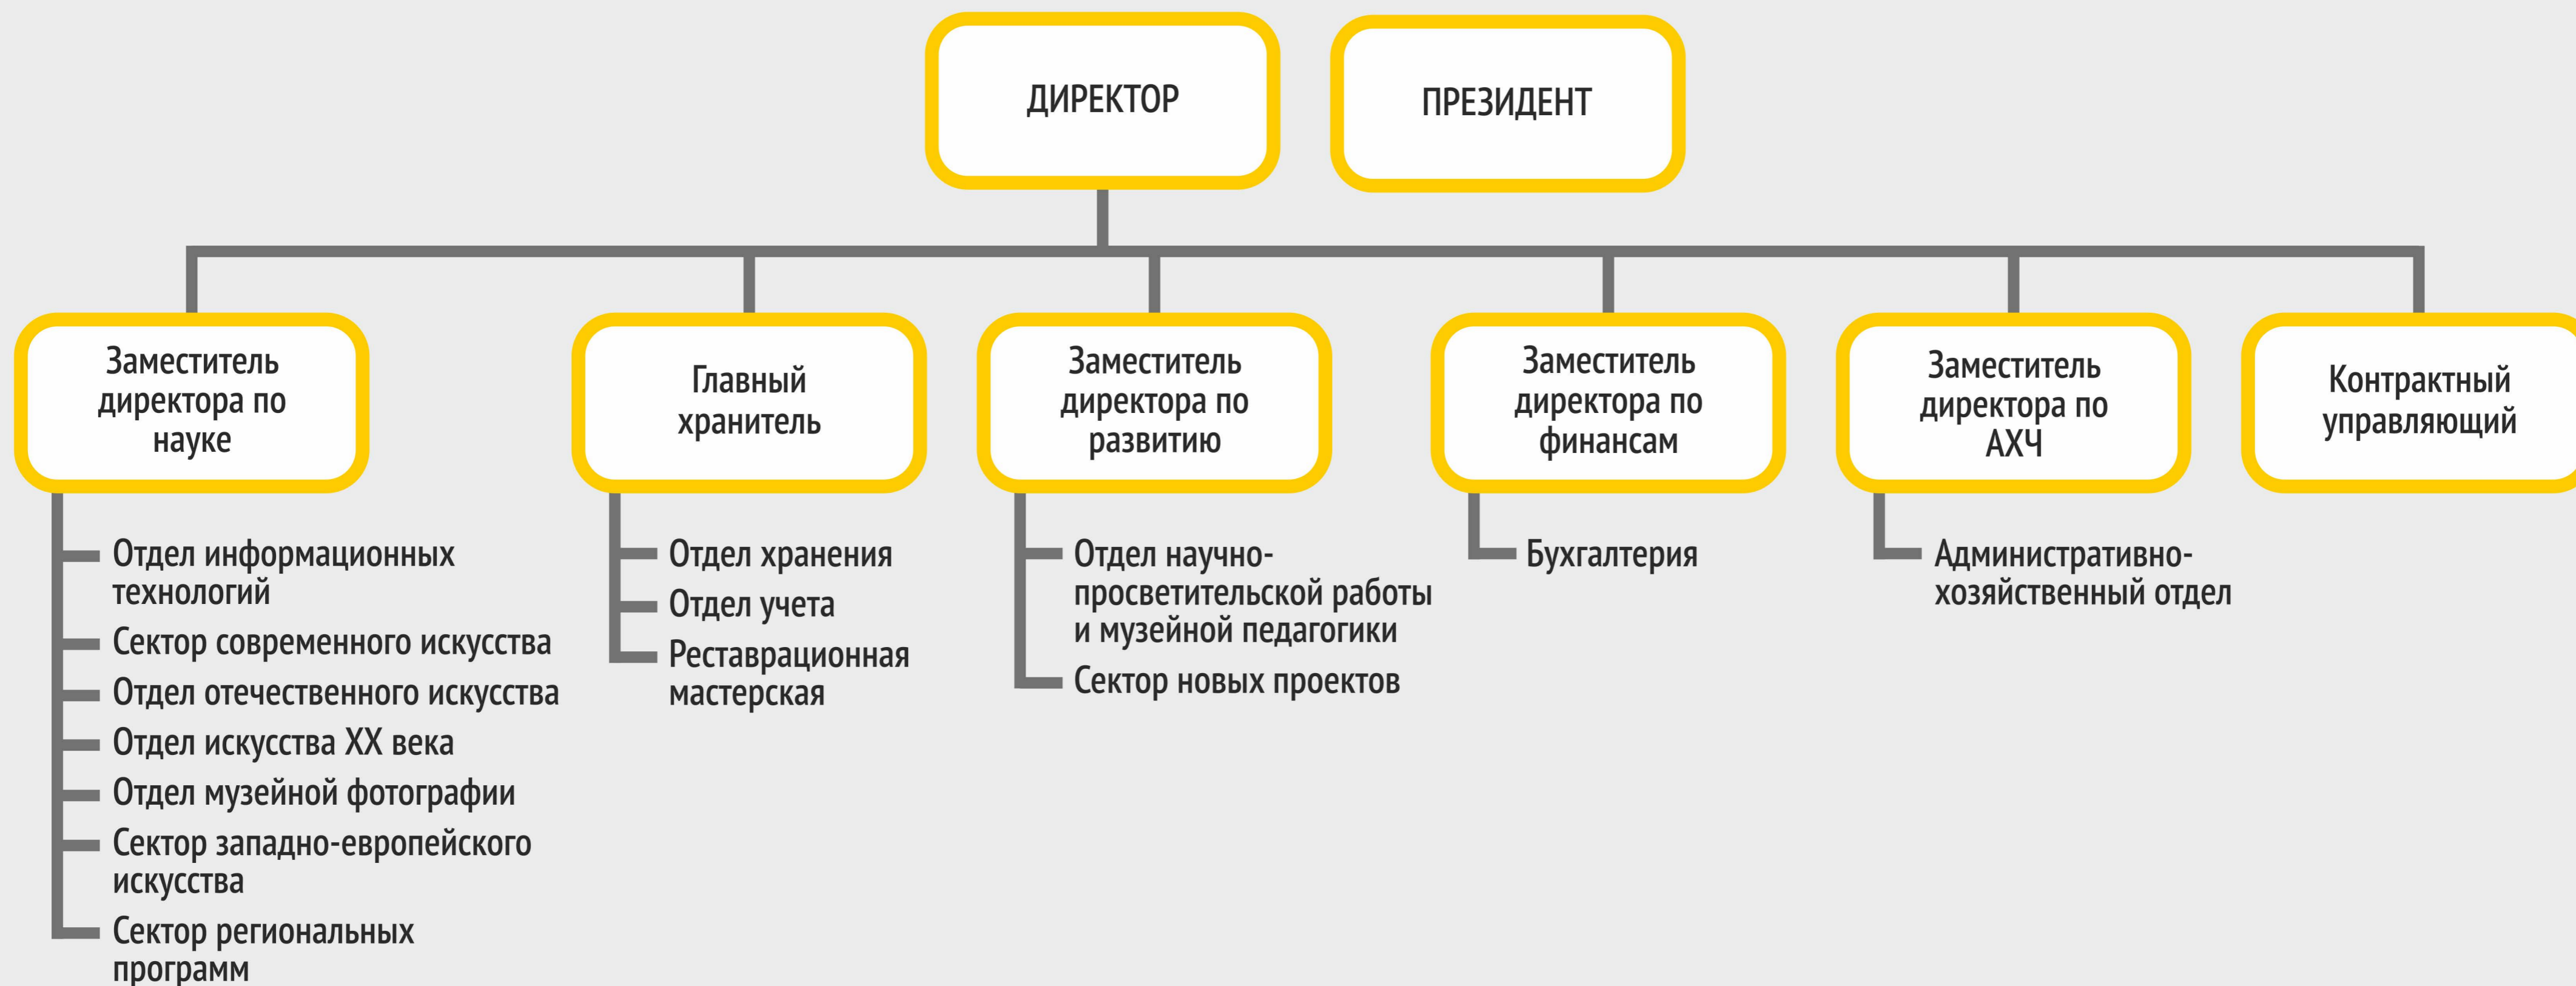 ДИРЕКТОР
ПРЕЗИДЕНТ
Заместитель
директора по
науке
Главный
хранитель
Заместитель
директора по
развитию
Заместитель
директора по
финансам
Заместитель
директора по
АХЧ
Контрактный
управляющий
Отдел информационных
технологий
Сектор современного искусства
Отдел отечественного искусства
Отдел искусства XX века
Отдел музейной фотографии
Сектор западно-европейского
искусства
Сектор региональных
программ
Отдел хранения
Отдел учета
Реставрационная
мастерская
Отдел научно-
просветительской работы
и музейной педагогики
Сектор новых проектов
Бухгалтерия
Административно-
хозяйственный отдел